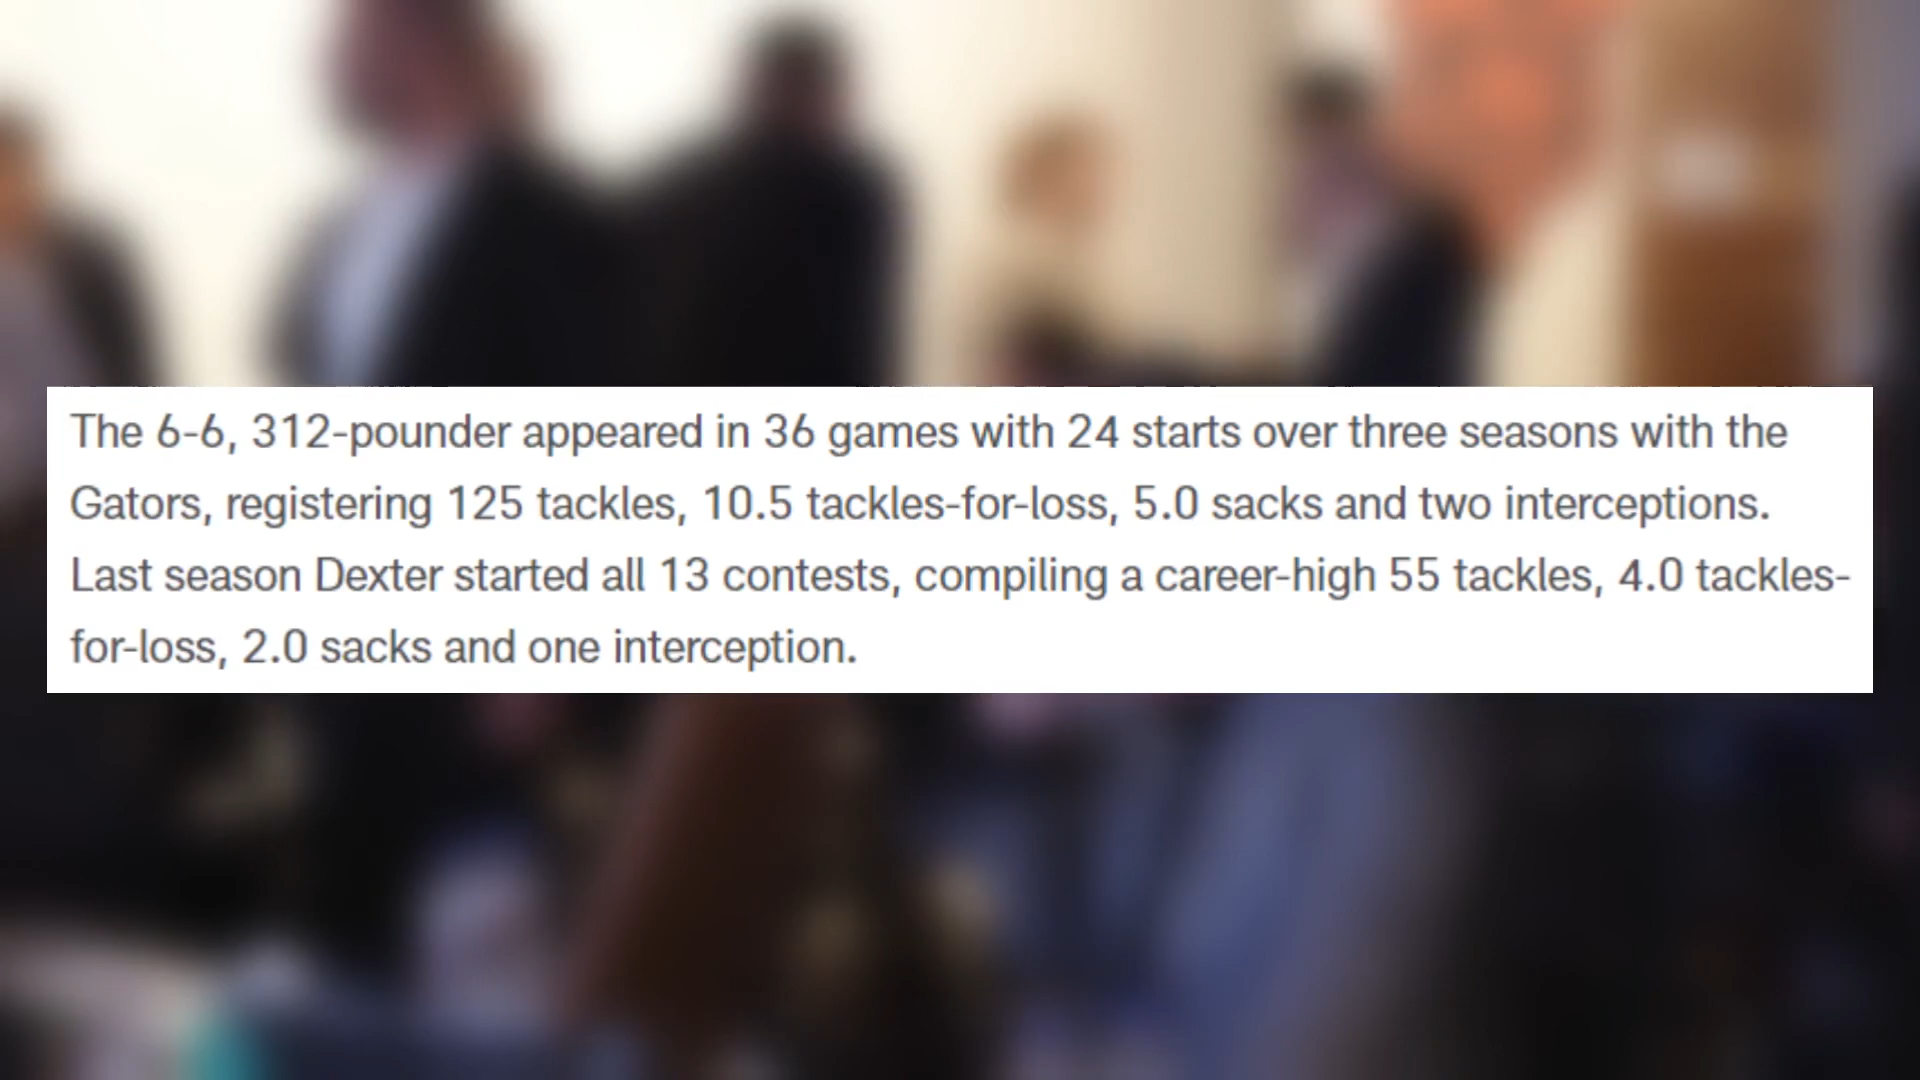 The 6-6, 312-pounder appeared in 36 games with 24 starts over three seasons with the
Gators, registering 125 tackles, 10.5 tackles-for-loss, 5.0 sacks and two interceptions.
Last season Dexter started all 13 contests, compiling a career-high 55 tackles, 4.0 tackles-
for-loss, 2.0 sacks and one interception.